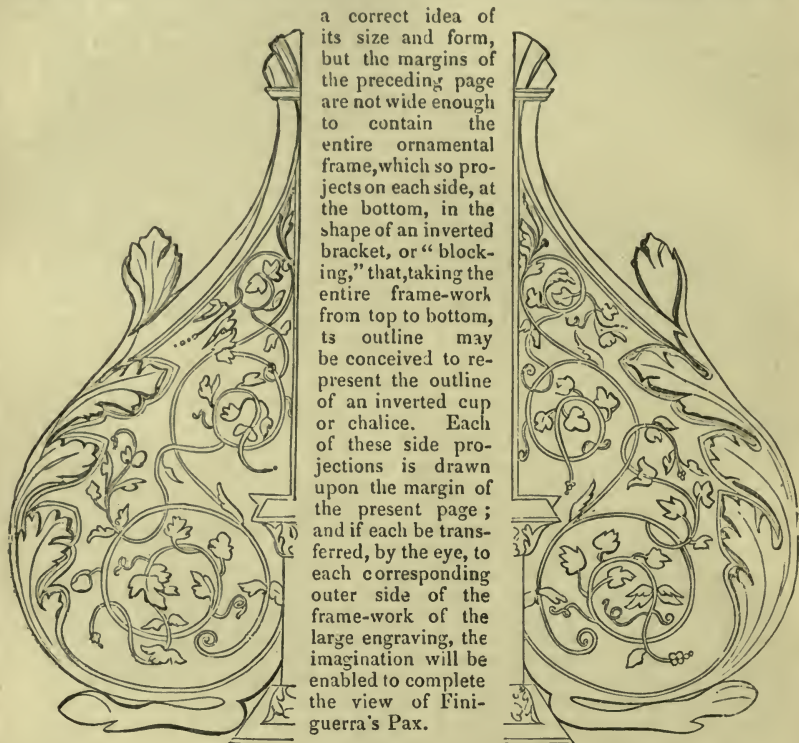 a correct idea of
its size and form,
but the margins of
the preceding page
are not wide enough
to contain the
entire ornamental
frame,which so pro-
jects on each side, at
the bottom, in the
shape of an inverted
bracket, or “ block-
ing,” that,taking the
entire frame-work
from top to bottom,
ts outline may
be conceived to re-
present the outline
of an inverted cup
or chalice. Each
of these side pro-
jections is drawn
upon the margin of
the present page ;
and if each be trans-
ferred, by the eye, to
each corresponding
outer side of the
frame-work of the
large engraving, the
imagination will be
enabled to complete
the view of Fini-
guerra's Pax.